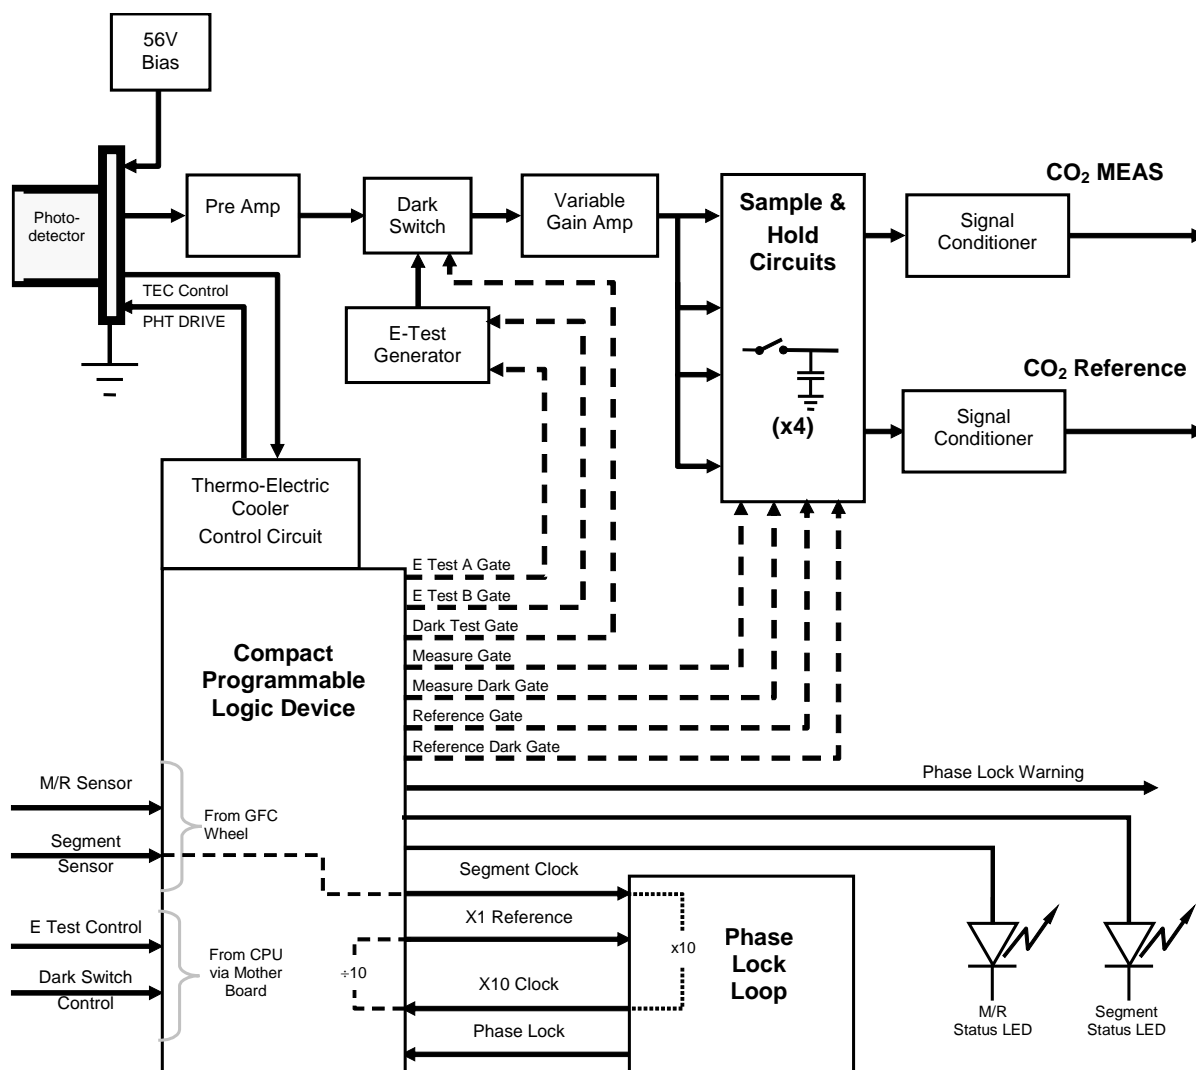 56V
Bias
Photo-
detector
Pre Amp
Dark
Switch
Variable
Gain Amp
Sample &
Hold
Circuits
(x4)
CO₂ MEAS
Signal
Conditioner
CO₂ Reference
Signal
Conditioner
TEC Control
PHT DRIVE
E-Test
Generator
Thermo-Electric
Cooler
Control Circuit
E Test A Gate
E Test B Gate
Dark Test Gate
Measure Gate
Measure Dark Gate
Reference Gate
Reference Dark Gate
Compact
Programmable
Logic Device
Phase Lock Warning
M/R Sensor
Segment
Sensor
From GFC
Wheel
E Test Control
Dark Switch
Control
From CPU
via Mother
Board
Segment Clock
X1 Reference
÷10
X10 Clock
Phase Lock
x10
Phase
Lock
Loop
M/R
Status LED
Segment
Status LED